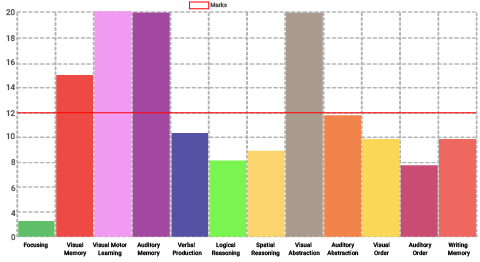 Marks
20
18
16
14
12
10
8
6
4
0
Focusing
Visual Memory
Visual Motor Learning
Auditory Memory
Verbal Production
Logical Reasoning
Spatial Reasoning
Visual Abstraction
Auditory Abstraction
Visual Order
Auditory Order
Writing Memory